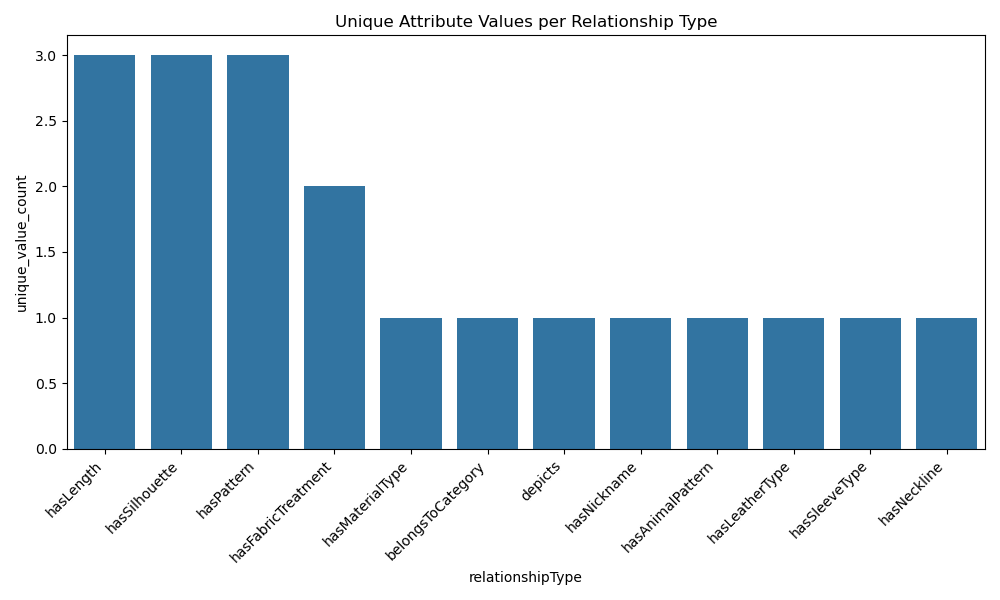 Unique Attribute Values per Relationship Type
unique_value_count
3.0
2.5
2.0
1.5
1.0
0.5
0.0
hasLength
hasSilhouette
hasPattern
hasFabricTreatment
hasMaterialType
belongsToCategory
depicts
hasNickname
hasAnimalPattern
hasLeatherType
hasSleeveType
hasNeckline
relationshipType